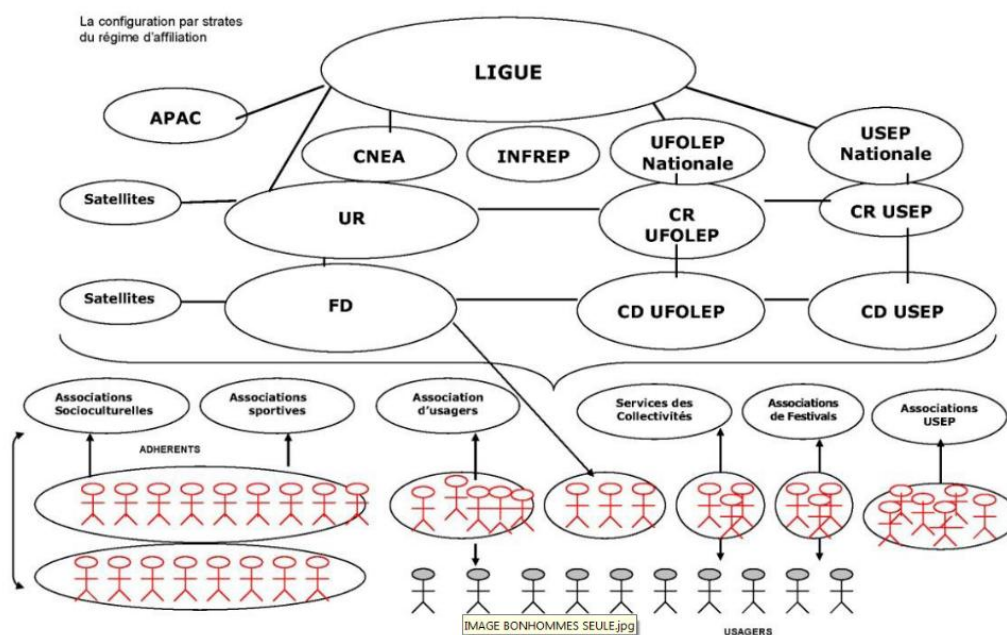 La configuration par strates
du régime d'affiliation
LIGUE
APAC
CNEA
INFREP
UFOLEP
Nationale
USEP
Nationale
Satellites
UR
CR
UFOLEP
CR USEP
Satellites
FD
CD UFOLEP
CD USEP
Associations
Socioculturelles
Associations
sportives
Association
d'usagers
Services des
Collectivités
Associations
de Festivals
Associations
USEP
ADHERENTS
IMAGE BONHOMMES SEULE.jpg
USAGERS